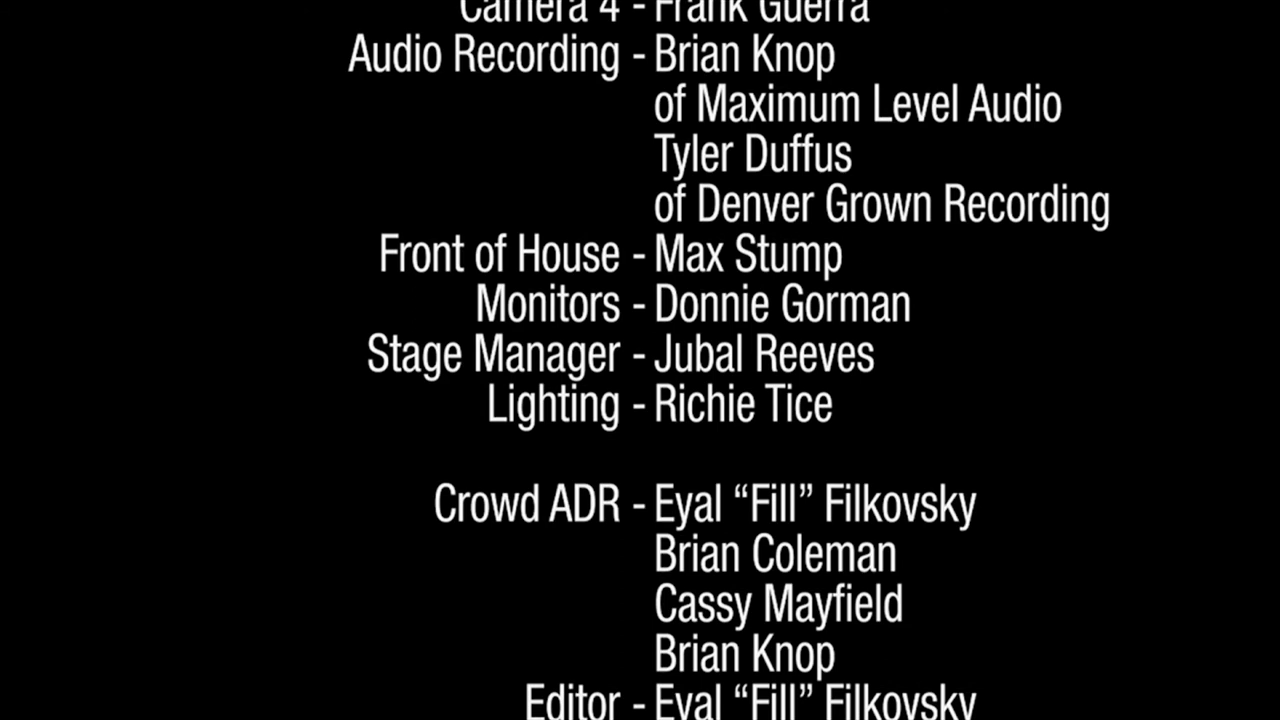 Camera 4 - Frank Guerra
Audio Recording - Brian Knop
of Maximum Level Audio
Tyler Duffus
of Denver Grown Recording
Front of House - Max Stump
Monitors - Donnie Gorman
Stage Manager - Jubal Reeves
Lighting - Richie Tice
Crowd ADR - Eyal “Fill” Filkovsky
Brian Coleman
Cassy Mayfield
Brian Knop
Editor - Eyal “Fill” Filkovsky